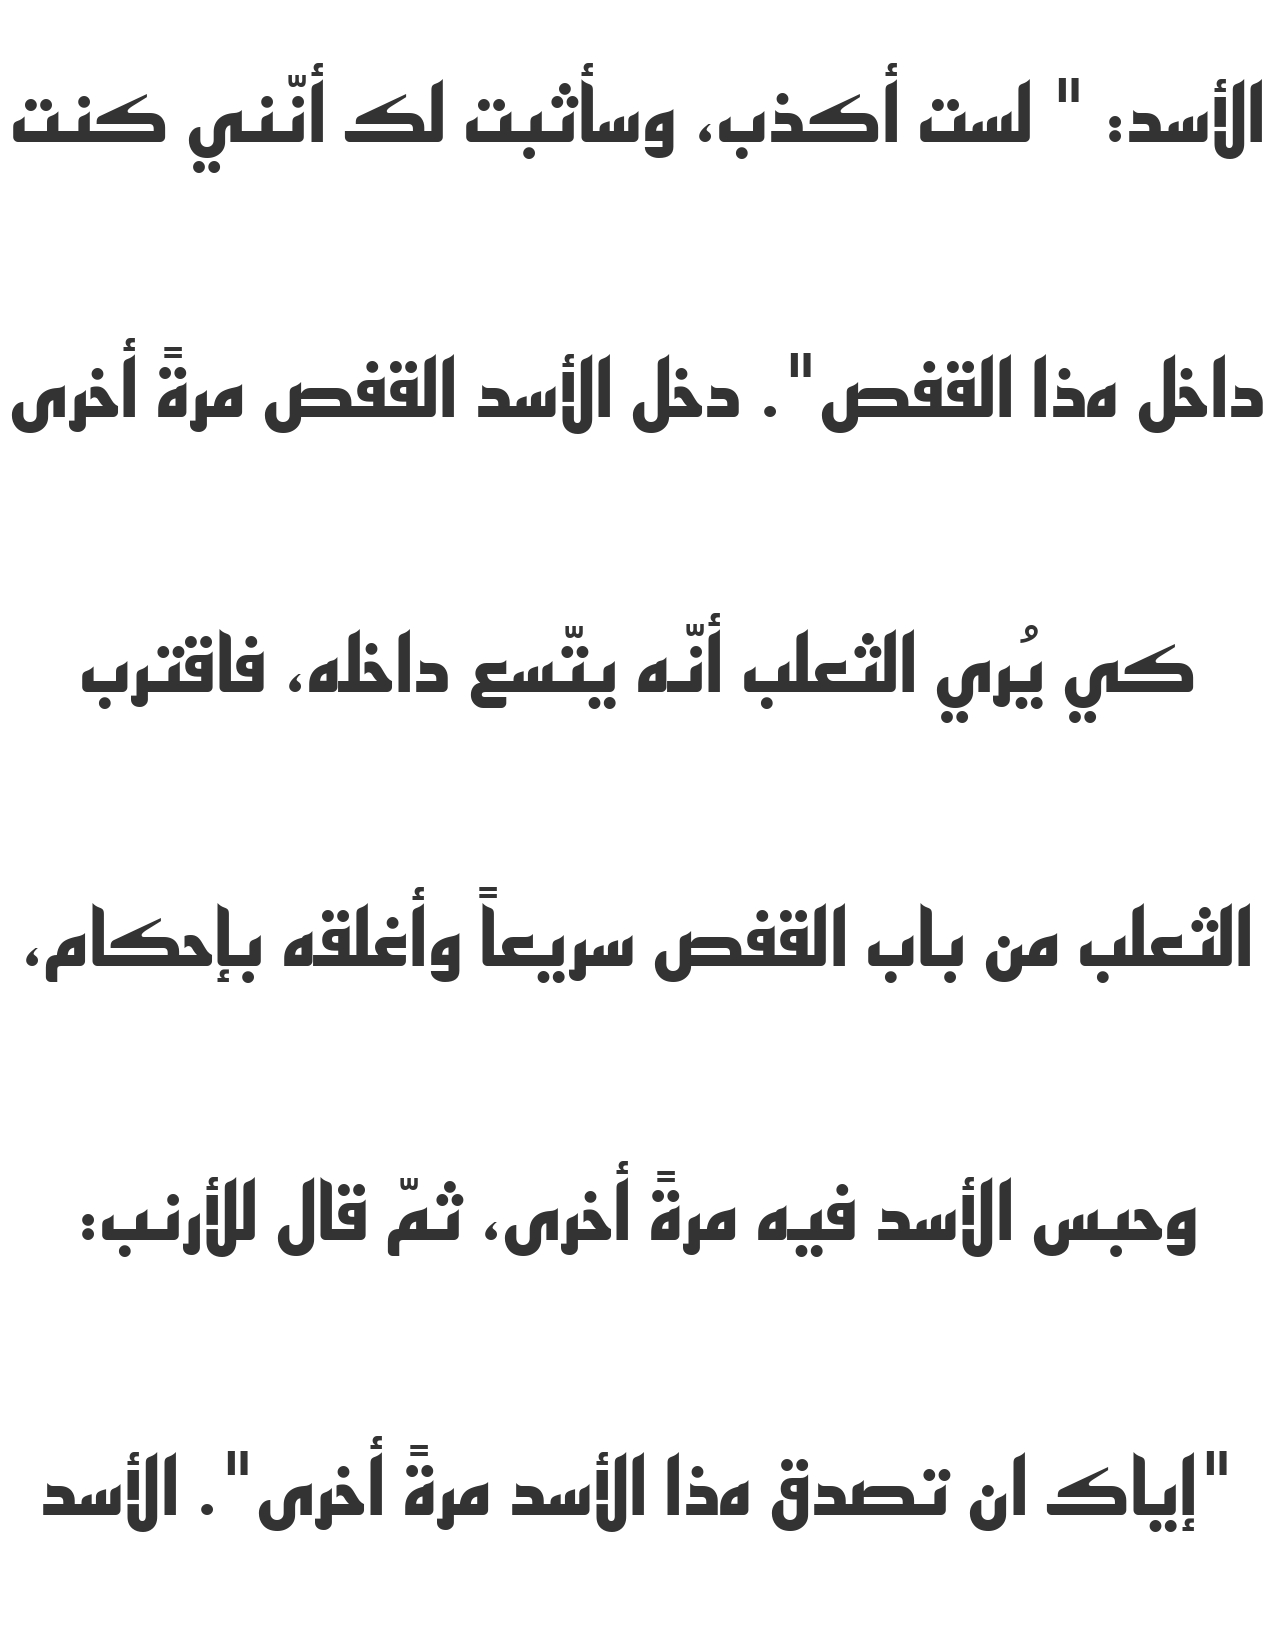 الأسد: " لست أكذب، وسأثبت لك أنّني كنت
داخل هذا القفص". دخل الأسد القفص مرةً أخرى
كي يُري الثعلب أنّه يتّسع داخله، فاقترب
الثعلب من باب القفص سريعاً وأغلقه بإحكام،
وحبس الأسد فيه مرةً أخرى، ثمّ قال للأرنب:
"إياك ان تصدق هذا الأسد مرةً أخرى". الأسد